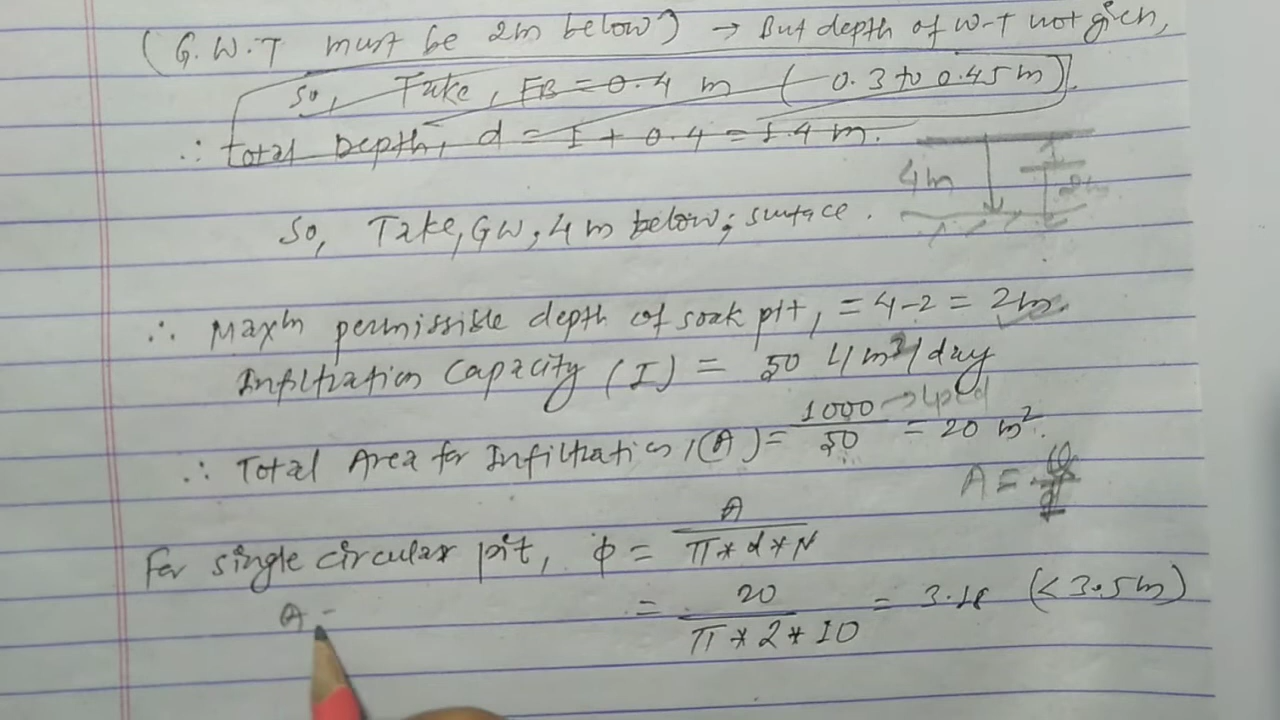 (G.W.T must be 2m below) → But depth of W.T not given,
So, Take, FB = 0.4 m (0.3 to 0.45m)
∴ total Depth, d = 1 + 0.4 = 1.4 m.
4m
2m
So, Take, GW, 4 m below; surface.
∴ Maxm permissible depth of soak pit, = 4-2 = 2m
Infiltration Capacity (I) = 50 L/m²/day
∴ Total Area for Infiltration, (A) = 1000/50 = 20 m².
A = Q/I
For single circular pit, φ = A/π*d*N
A = 
= 20/π*2*10 = 3.18 (<3.5m)